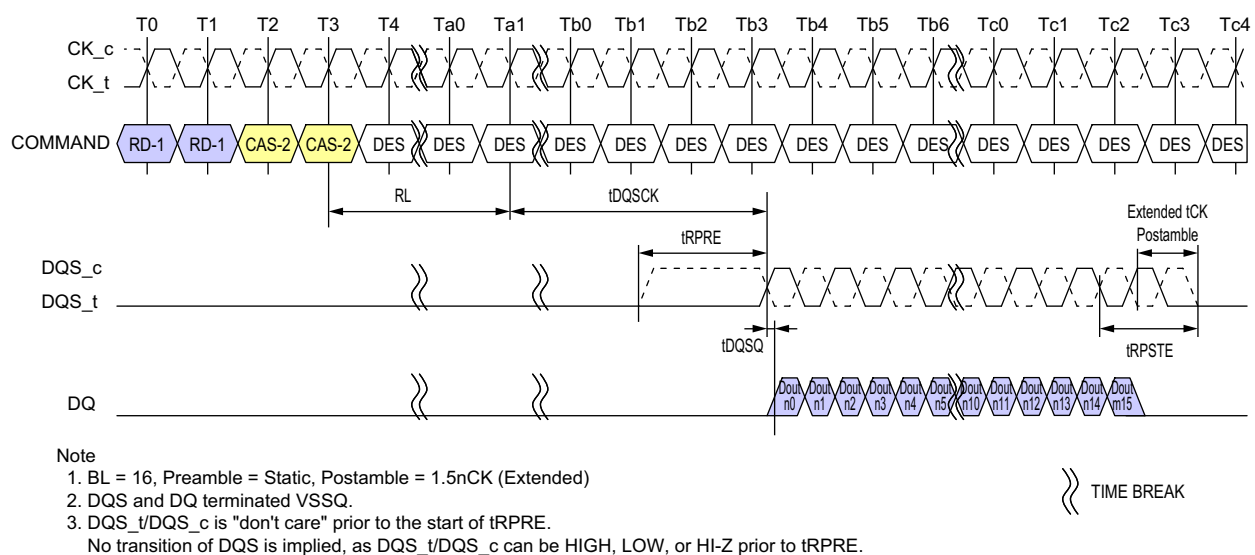 T0 T1 T2 T3 T4 Ta0 Ta1 Tb0 Tb1 Tb2 Tb3 Tb4 Tb5 Tb6 Tc0 Tc1 Tc2 Tc3 Tc4
CK_c
CK_t
COMMAND RD-1 RD-1 CAS-2 CAS-2 DES DES DES DES DES DES DES DES DES DES DES DES DES DES DES
RL tDQSCK
Extended tCK
Postamble
tRPRE
DQS_c
DQS_t
tDQSQ
tRPSTE
DQ
Dout Dout Dout Dout Dout Dout Dout Dout Dout Dout Dout Dout
n0 n1 n2 n3 n4 n5 n10 n11 n12 n13 n14 m15
Note
1. BL = 16, Preamble = Static, Postamble = 1.5nCK (Extended)
2. DQS and DQ terminated VSSQ.
3. DQS_t/DQS_c is "don't care" prior to the start of tRPRE.
No transition of DQS is implied, as DQS_t/DQS_c can be HIGH, LOW, or HI-Z prior to tRPRE.
TIME BREAK